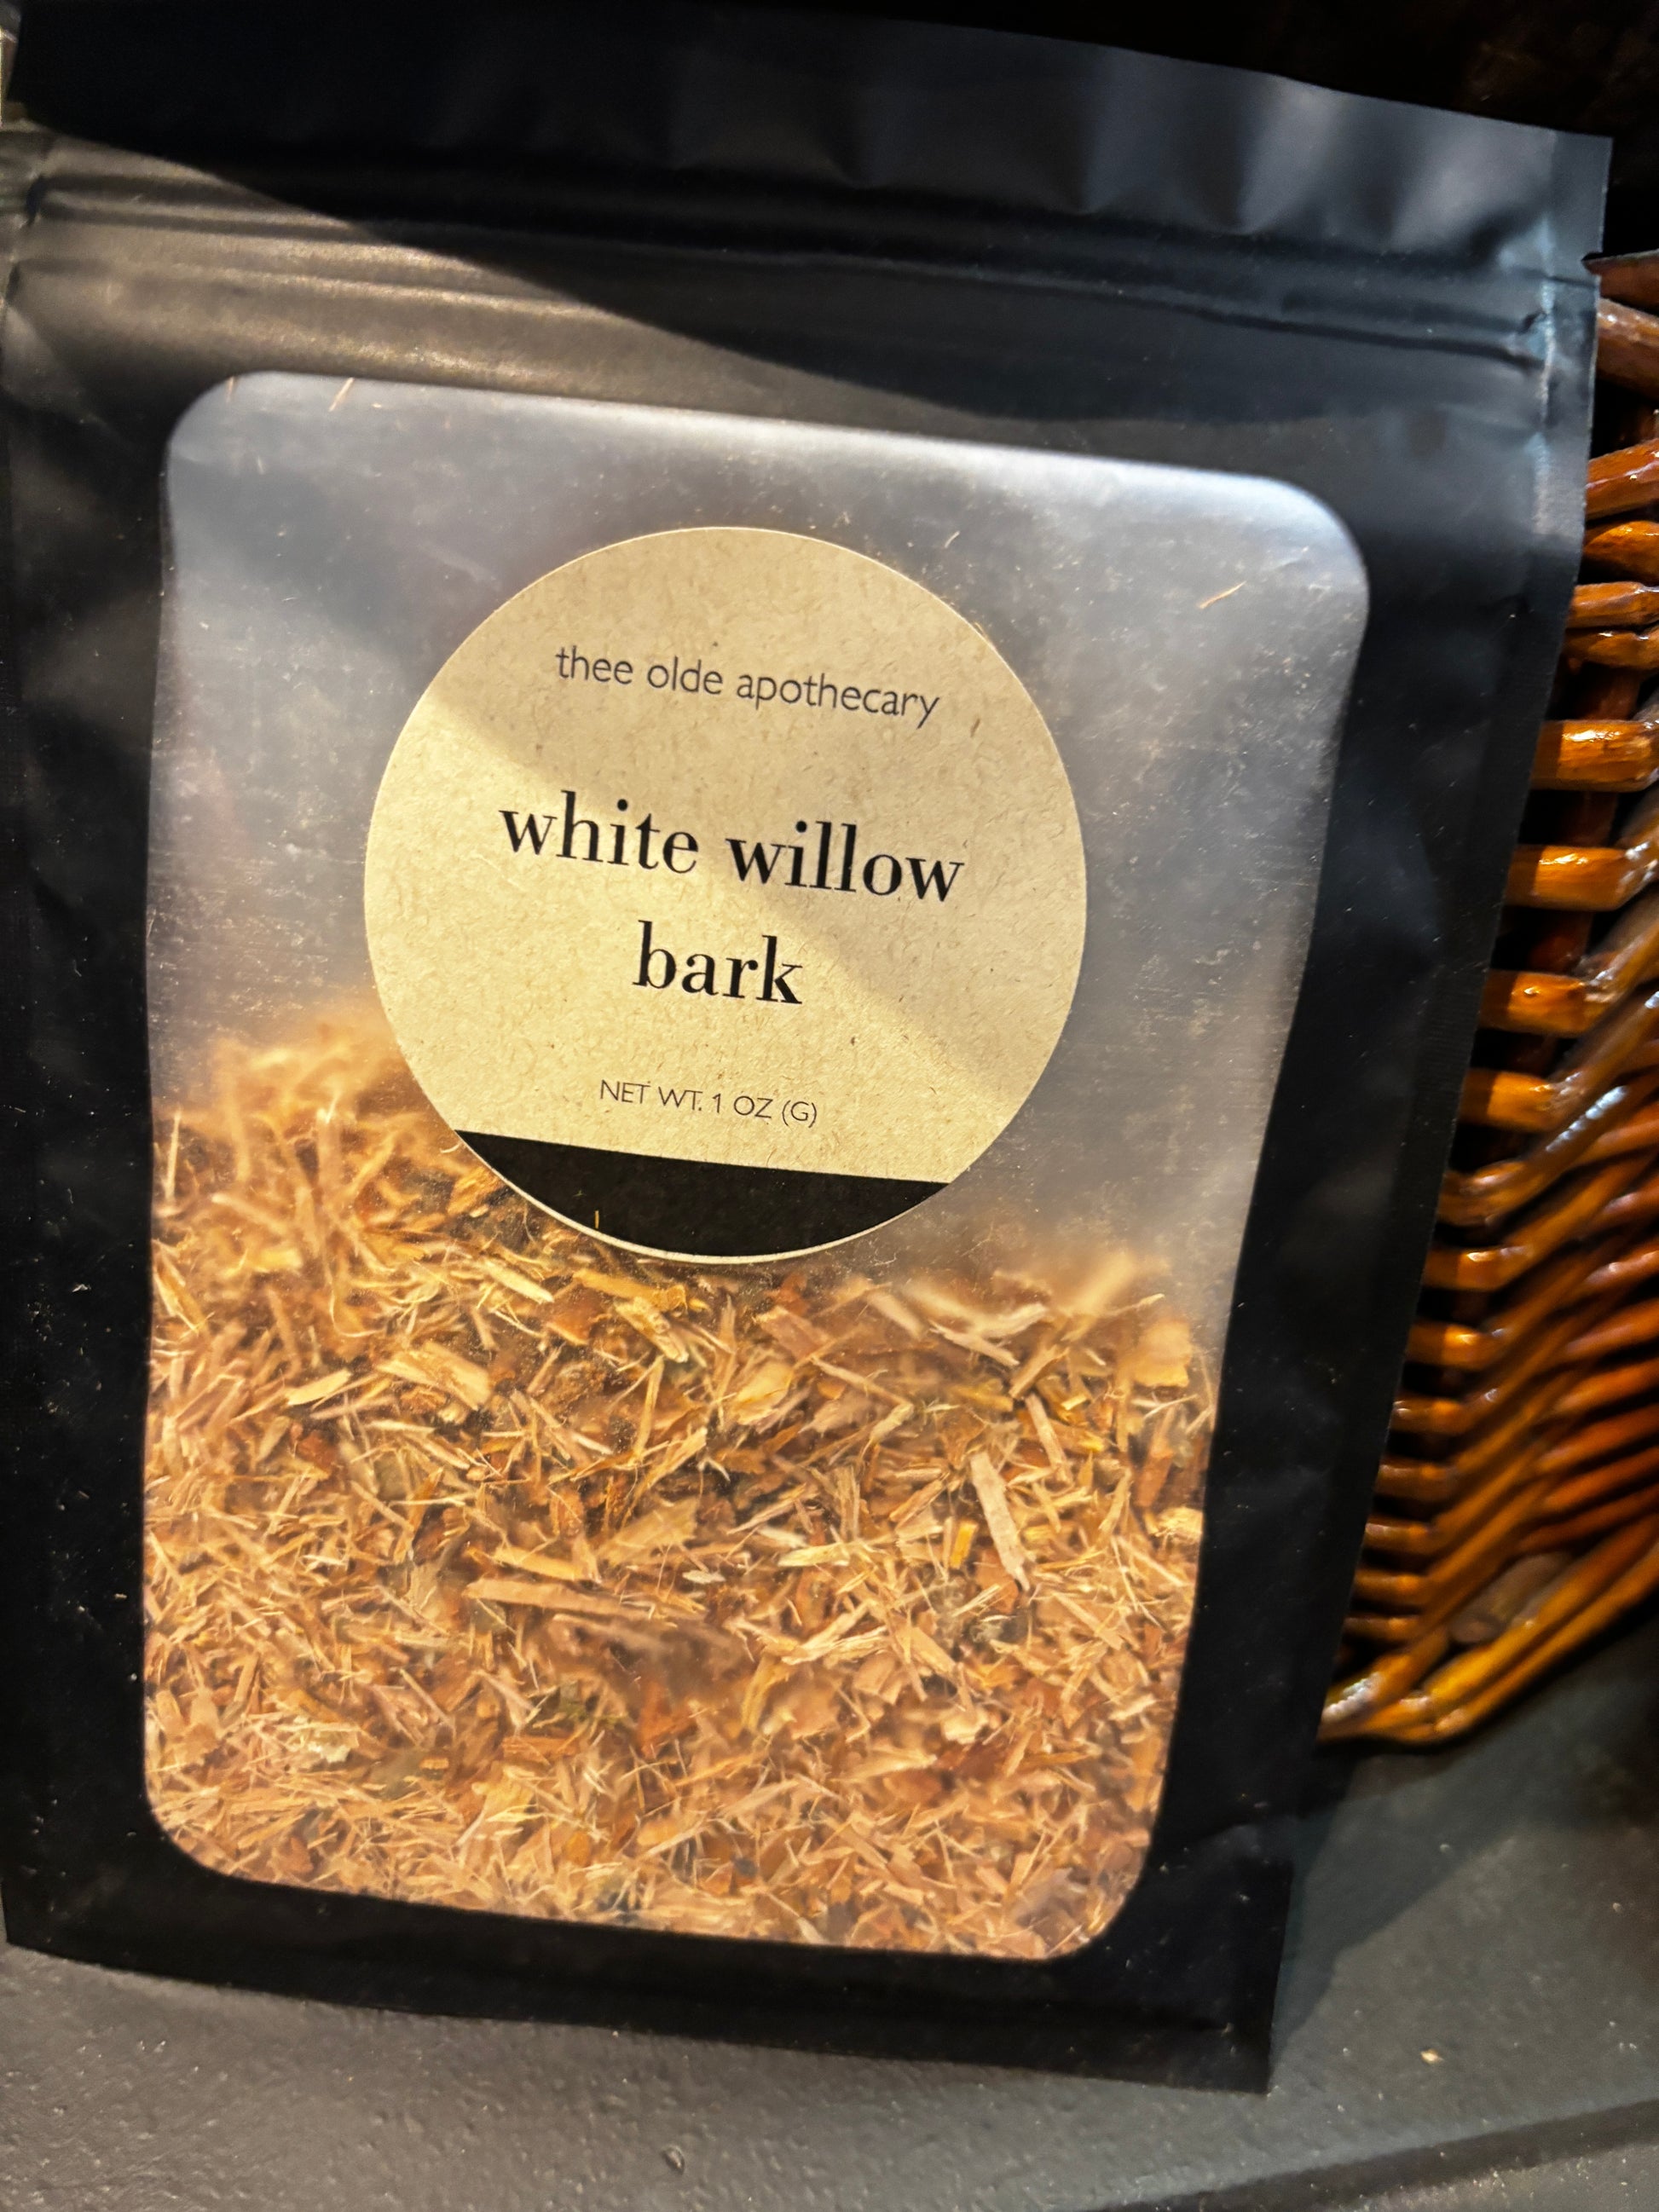 thee olde apothecary
white willow
bark
NET WT. 1 OZ (G)